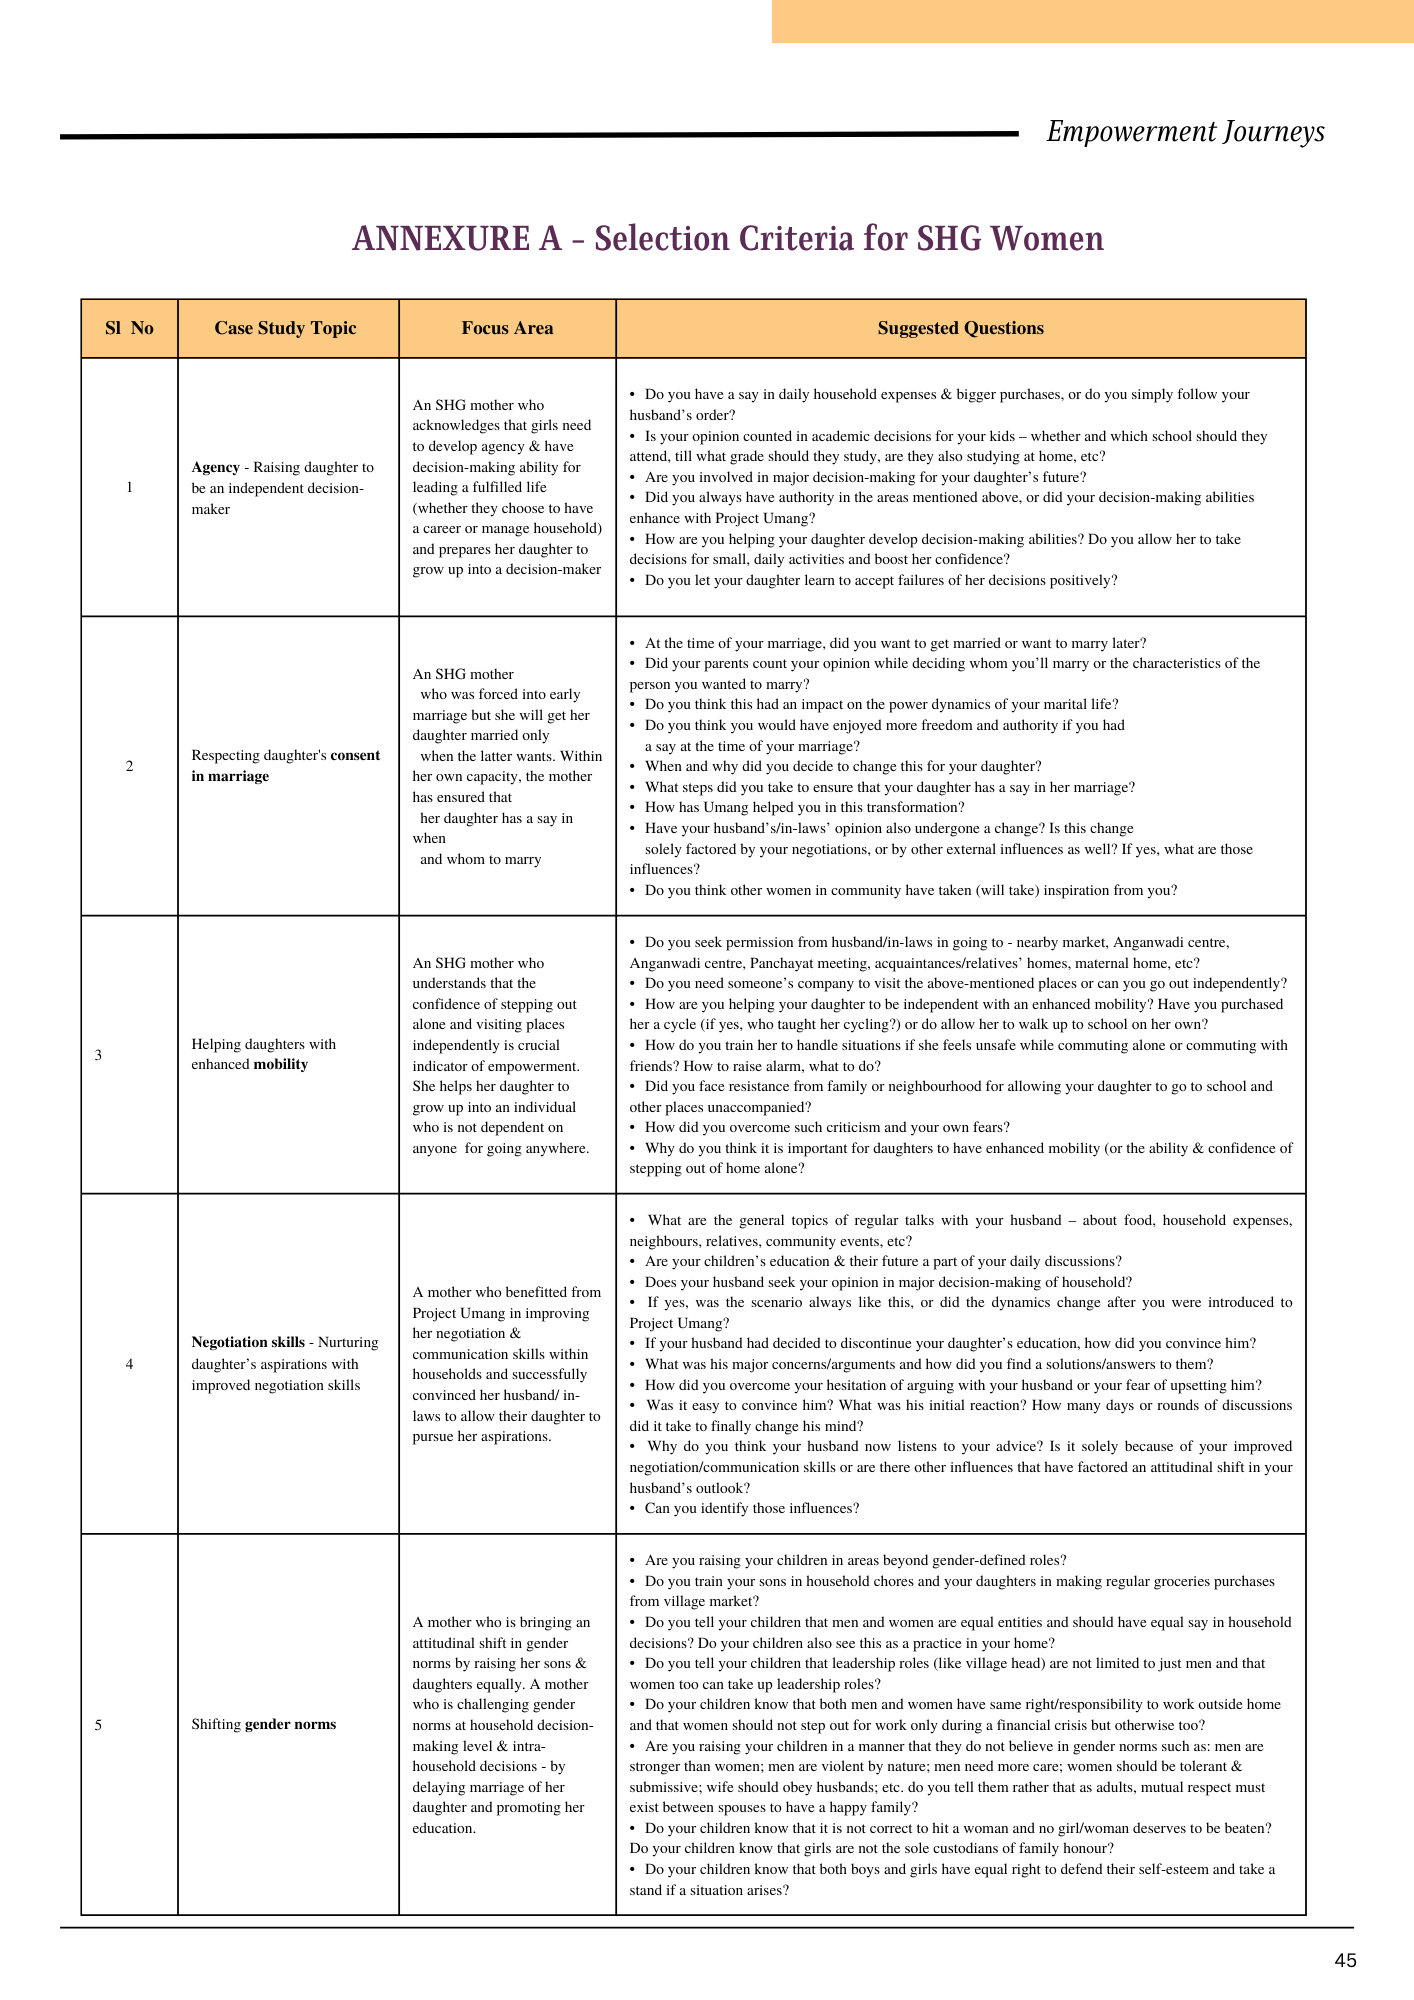 Empowerment Journeys
ANNEXURE A – Selection Criteria for SHG Women
Sl No
Case Study Topic
Focus Area
Suggested Questions
1
Agency - Raising daughter to
be an independent decision-
maker
An SHG mother who
acknowledges that girls need
to develop agency & have
decision-making ability for
leading a fulfilled life
(whether they choose to have
a career or manage household)
and prepares her daughter to
grow up into a decision-maker
• Do you have a say in daily household expenses & bigger purchases, or do you simply follow your
husband’s order?
• Is your opinion counted in academic decisions for your kids – whether and which school should they
attend, till what grade should they study, are they also studying at home, etc?
• Are you involved in major decision-making for your daughter’s future?
• Did you always have authority in the areas mentioned above, or did your decision-making abilities
enhance with Project Umang?
• How are you helping your daughter develop decision-making abilities? Do you allow her to take
decisions for small, daily activities and boost her confidence?
• Do you let your daughter learn to accept failures of her decisions positively?
2
Respecting daughter's consent
in marriage
An SHG mother
who was forced into early
marriage but she will get her
daughter married only
when the latter wants. Within
her own capacity, the mother
has ensured that
her daughter has a say in
when
and whom to marry
• At the time of your marriage, did you want to get married or want to marry later?
• Did your parents count your opinion while deciding whom you’ll marry or the characteristics of the
person you wanted to marry?
• Do you think this had an impact on the power dynamics of your marital life?
• Do you think you would have enjoyed more freedom and authority if you had
a say at the time of your marriage?
• When and why did you decide to change this for your daughter?
• What steps did you take to ensure that your daughter has a say in her marriage?
• How has Umang helped you in this transformation?
• Have your husband’s/in-laws’ opinion also undergone a change? Is this change
solely factored by your negotiations, or by other external influences as well? If yes, what are those
influences?
• Do you think other women in community have taken (will take) inspiration from you?
3
Helping daughters with
enhanced mobility
An SHG mother who
understands that the
confidence of stepping out
alone and visiting places
independently is crucial
indicator of empowerment.
She helps her daughter to
grow up into an individual
who is not dependent on
anyone for going anywhere.
• Do you seek permission from husband/in-laws in going to - nearby market, Anganwadi centre,
Anganwadi centre, Panchayat meeting, acquaintances/relatives’ homes, maternal home, etc?
• Do you need someone’s company to visit the above-mentioned places or can you go out independently?
• How are you helping your daughter to be independent with an enhanced mobility? Have you purchased
her a cycle (if yes, who taught her cycling?) or do allow her to walk up to school on her own?
• How do you train her to handle situations if she feels unsafe while commuting alone or commuting with
friends? How to raise alarm, what to do?
• Did you face resistance from family or neighbourhood for allowing your daughter to go to school and
other places unaccompanied?
• How did you overcome such criticism and your own fears?
• Why do you think it is important for daughters to have enhanced mobility (or the ability & confidence of
stepping out of home alone?
4
Negotiation skills - Nurturing
daughter’s aspirations with
improved negotiation skills
A mother who benefitted from
Project Umang in improving
her negotiation &
communication skills within
households and successfully
convinced her husband/ in-
laws to allow their daughter to
pursue her aspirations.
• What are the general topics of regular talks with your husband – about food, household expenses,
neighbours, relatives, community events, etc?
• Are your children’s education & their future a part of your daily discussions?
• Does your husband seek your opinion in major decision-making of household?
• If yes, was the scenario always like this, or did the dynamics change after you were introduced to
Project Umang?
• If your husband had decided to discontinue your daughter’s education, how did you convince him?
• What was his major concerns/arguments and how did you find a solutions/answers to them?
• How did you overcome your hesitation of arguing with your husband or your fear of upsetting him?
• Was it easy to convince him? What was his initial reaction? How many days or rounds of discussions
did it take to finally change his mind?
• Why do you think your husband now listens to your advice? Is it solely because of your improved
negotiation/communication skills or are there other influences that have factored an attitudinal shift in your
husband’s outlook?
• Can you identify those influences?
5
Shifting gender norms
A mother who is bringing an
attitudinal shift in gender
norms by raising her sons &
daughters equally. A mother
who is challenging gender
norms at household decision-
making level & intra-
household decisions - by
delaying marriage of her
daughter and promoting her
education.
• Are you raising your children in areas beyond gender-defined roles?
• Do you train your sons in household chores and your daughters in making regular groceries purchases
from village market?
• Do you tell your children that men and women are equal entities and should have equal say in household
decisions? Do your children also see this as a practice in your home?
• Do you tell your children that leadership roles (like village head) are not limited to just men and that
women too can take up leadership roles?
• Do your children know that both men and women have same right/responsibility to work outside home
and that women should not step out for work only during a financial crisis but otherwise too?
• Are you raising your children in a manner that they do not believe in gender norms such as: men are
stronger than women; men are violent by nature; men need more care; women should be tolerant &
submissive; wife should obey husbands; etc. do you tell them rather that as adults, mutual respect must
exist between spouses to have a happy family?
• Do your children know that it is not correct to hit a woman and no girl/woman deserves to be beaten?
Do your children know that girls are not the sole custodians of family honour?
• Do your children know that both boys and girls have equal right to defend their self-esteem and take a
stand if a situation arises?
45